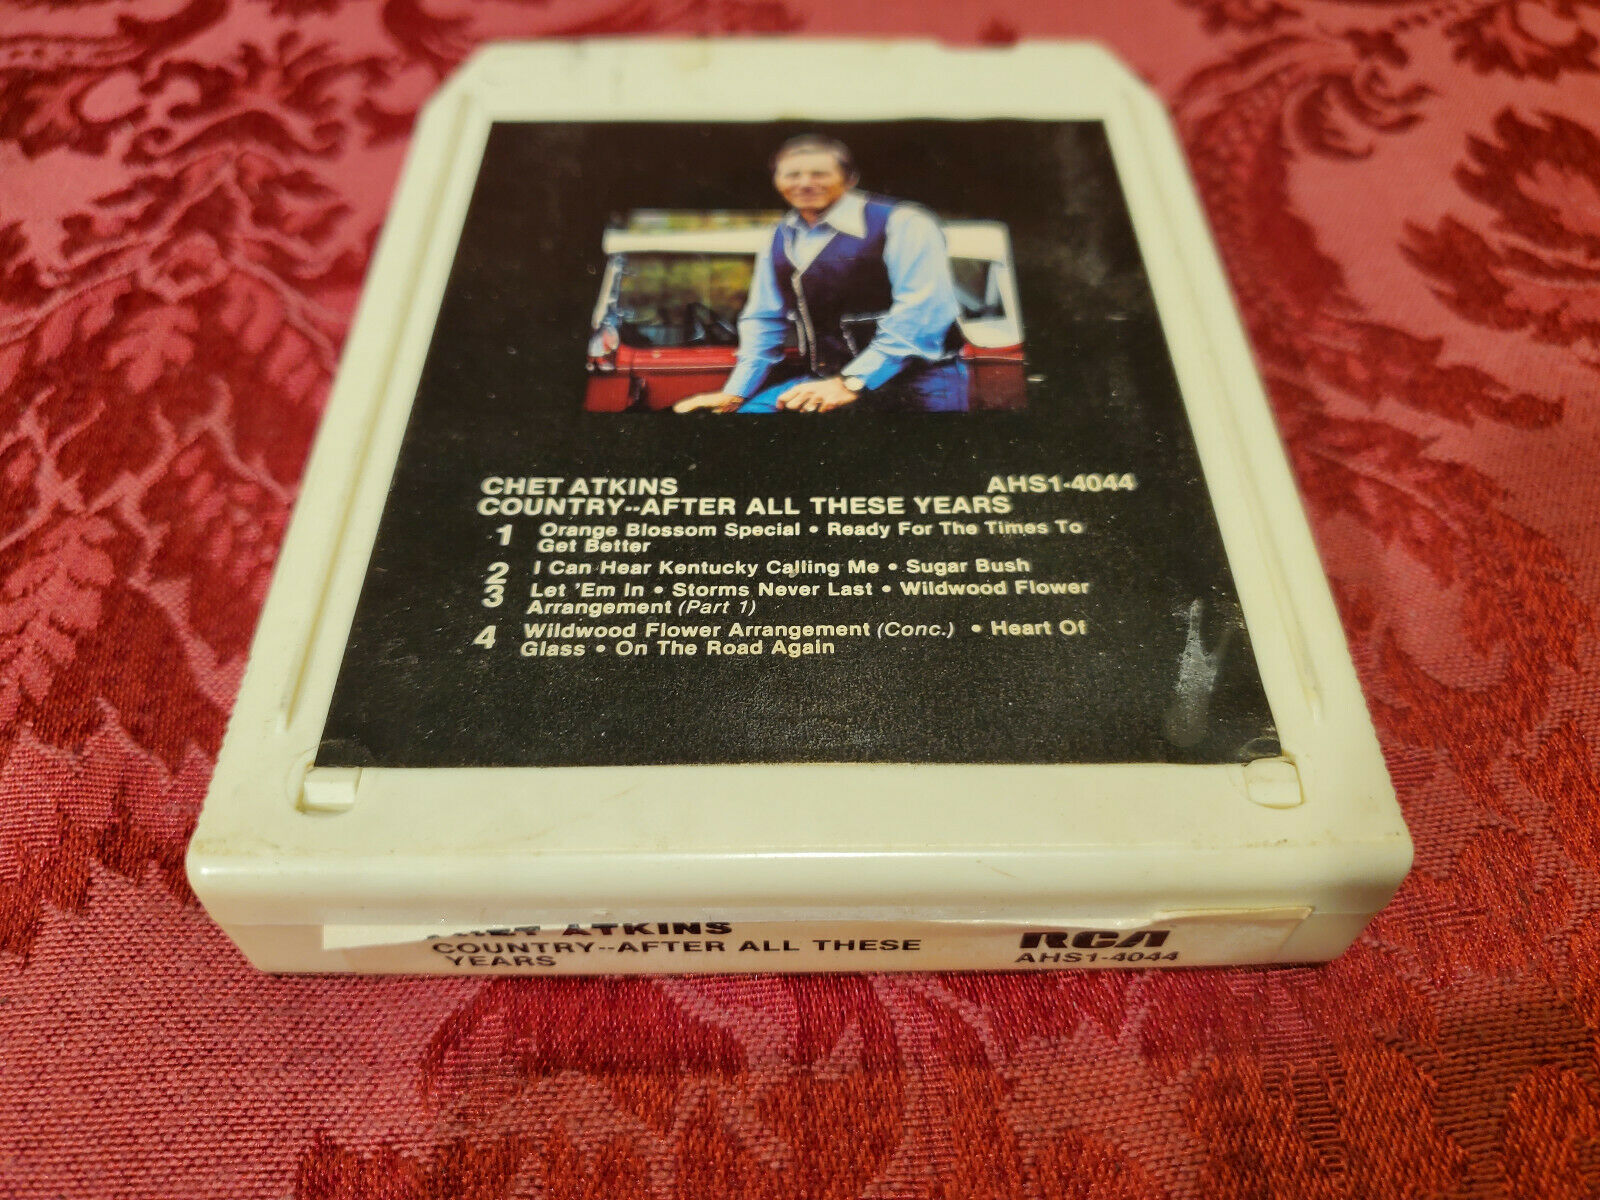 CHET ATKINS AHS1-4044
COUNTRY--AFTER ALL THESE YEARS
1 Orange Blossom Special • Ready For The Times To
Get Better
2 I Can Hear Kentucky Calling Me • Sugar Bush
3 Let 'Em In • Storms Never Last • Wildwood Flower
Arrangement (Part 1)
4 Wildwood Flower Arrangement (Conc.) • Heart Of
Glass • On The Road Again
CHET ATKINS
COUNTRY--AFTER ALL THESE
YEARS
RCA
AHS1-4044